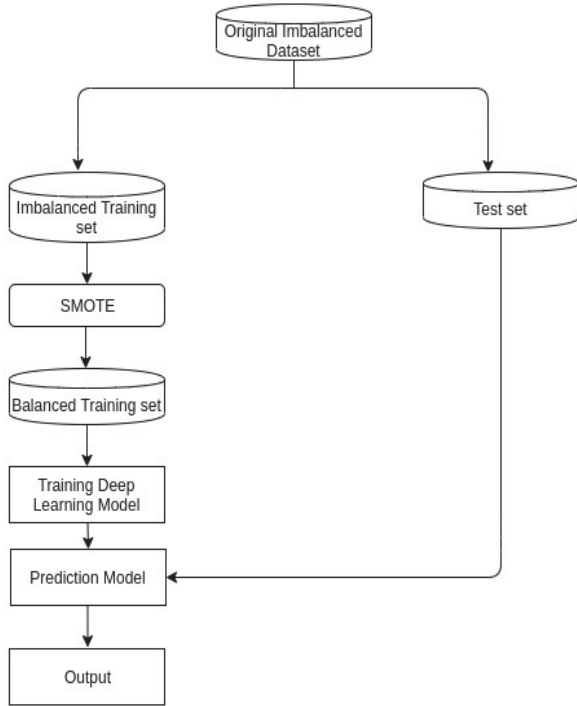 Original Imbalanced
Dataset
Imbalanced Training
set
Test set
SMOTE
Balanced Training set
Training Deep
Learning Model
Prediction Model
Output